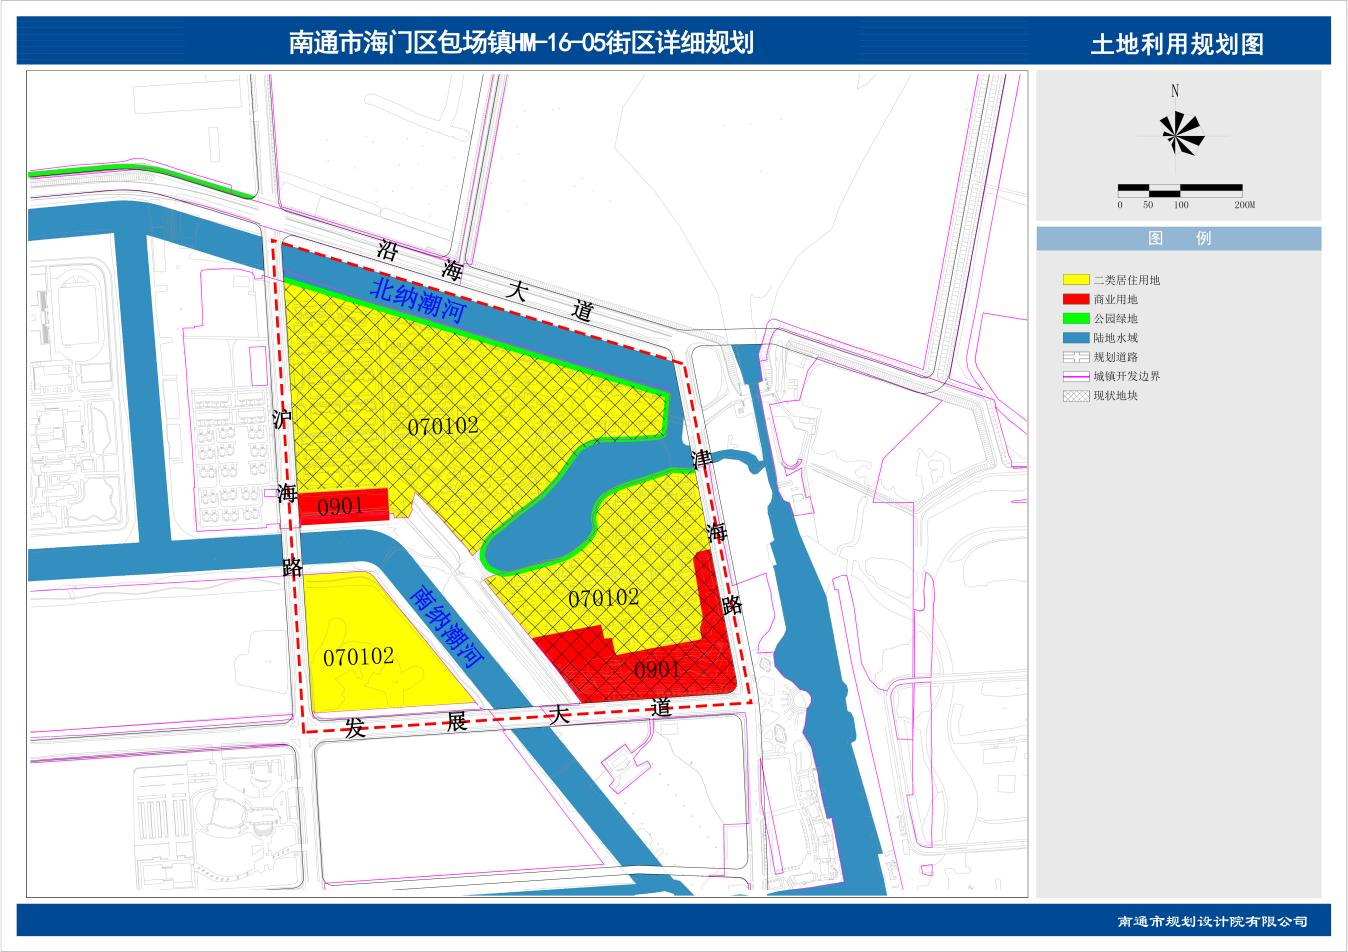 南通市海门区包场镇HM-16-05街区详细规划
土地利用规划图
N
0 50 100 200M
图 例
二类居住用地
商业用地
公园绿地
陆地水域
规划道路
城镇开发边界
现状地块
沿海大道
北纳潮河
沪海路
070102
津海路
0901
南纳潮河
070102
070102
0901
发展大道
南通市规划设计院有限公司